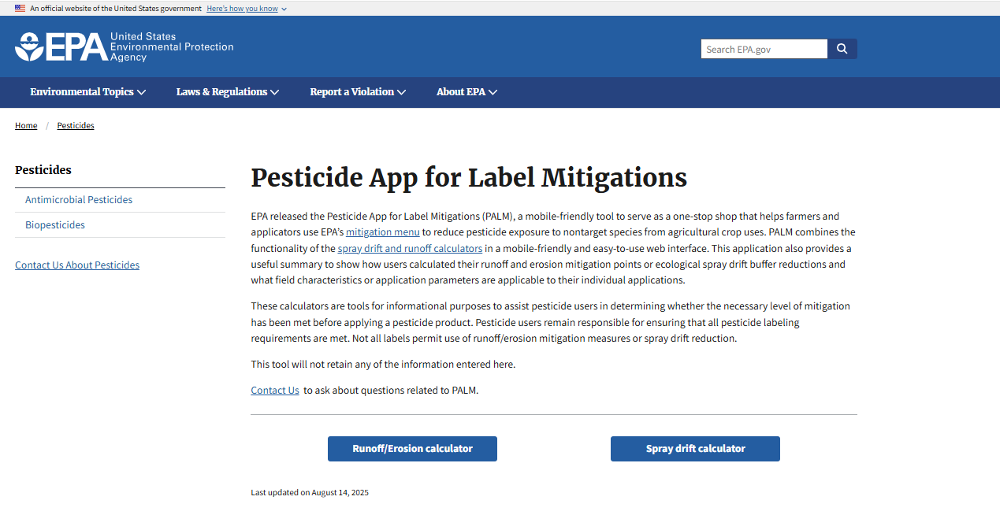 An official website of the United States government Here's how you know
EPA United States
Environmental Protection
Agency
Search EPA.gov
Environmental Topics
Laws & Regulations
Report a Violation
About EPA
Home / Pesticides
Pesticides
Antimicrobial Pesticides
Biopesticides
Contact Us About Pesticides
Pesticide App for Label Mitigations
EPA released the Pesticide App for Label Mitigations (PALM), a mobile-friendly tool to serve as a one-stop shop that helps farmers and
applicators use EPA's mitigation menu to reduce pesticide exposure to nontarget species from agricultural crop uses. PALM combines the
functionality of the spray drift and runoff calculators in a mobile-friendly and easy-to-use web interface. This application also provides a
useful summary to show how users calculated their runoff and erosion mitigation points or ecological spray drift buffer reductions and
what field characteristics or application parameters are applicable to their individual applications.
These calculators are tools for informational purposes to assist pesticide users in determining whether the necessary level of mitigation
has been met before applying a pesticide product. Pesticide users remain responsible for ensuring that all pesticide labeling
requirements are met. Not all labels permit use of runoff/erosion mitigation measures or spray drift reduction.
This tool will not retain any of the information entered here.
Contact Us to ask about questions related to PALM.
Runoff/Erosion calculator
Spray drift calculator
Last updated on August 14, 2025